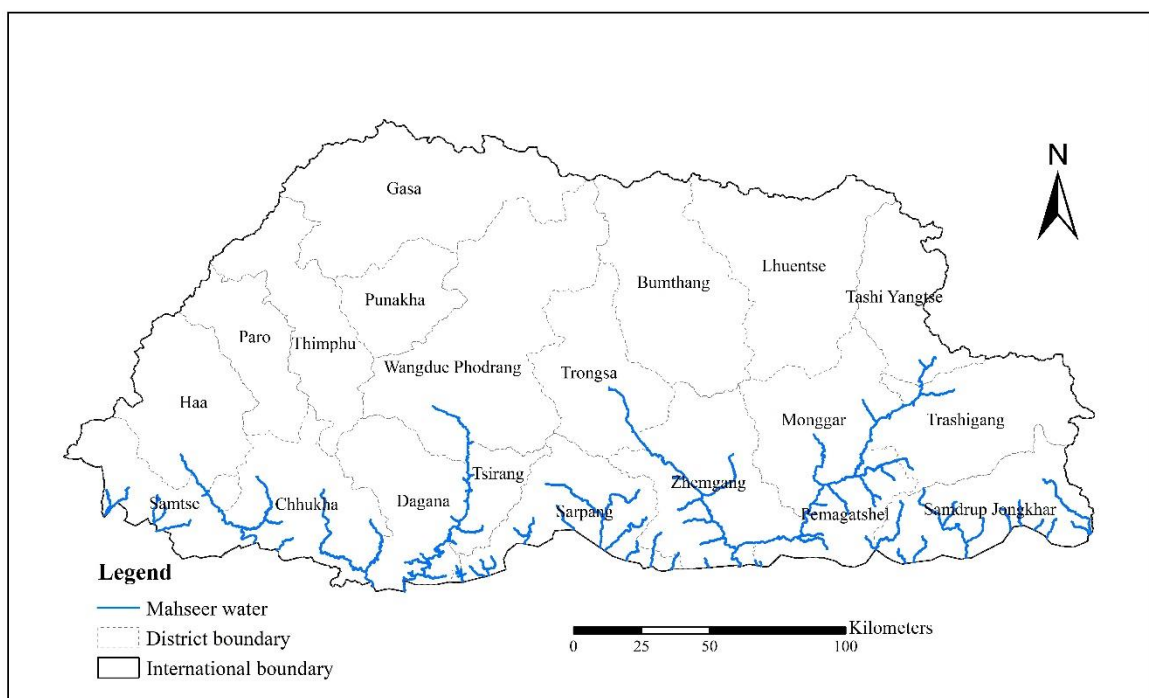 N
Gasa
Lhuentse
Bumthang
Tashi Yangtse
Punakha
Paro
Thimphu
Wangdue Phodrang
Trongsa
Haa
Monggar
Trashigang
Tsirang
Zhemgang
Dagana
Samtse
Chhukha
Sarpang
Pemagatshel
Samdrup Jongkhar
Legend
Mahseer water
District boundary
International boundary
Kilometers
0 25 50 100